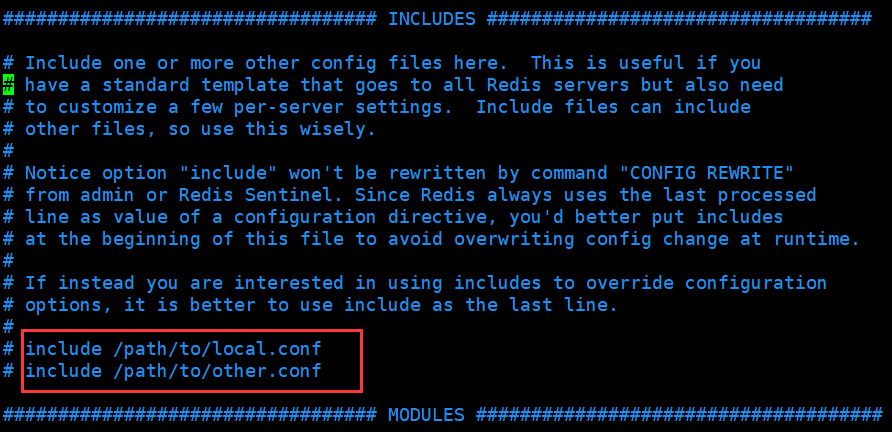 ################################## INCLUDES ###################################

# Include one or more other config files here.  This is useful if you
# have a standard template that goes to all Redis servers but also need
# to customize a few per-server settings.  Include files can include
# other files, so use this wisely.
#
# Notice option "include" won't be rewritten by command "CONFIG REWRITE"
# from admin or Redis Sentinel. Since Redis always uses the last processed
# line as value of a configuration directive, you'd better put includes
# at the beginning of this file to avoid overwriting config change at runtime.
#
# If instead you are interested in using includes to override configuration
# options, it is better to use include as the last line.
#
# include /path/to/local.conf
# include /path/to/other.conf

################################## MODULES #####################################